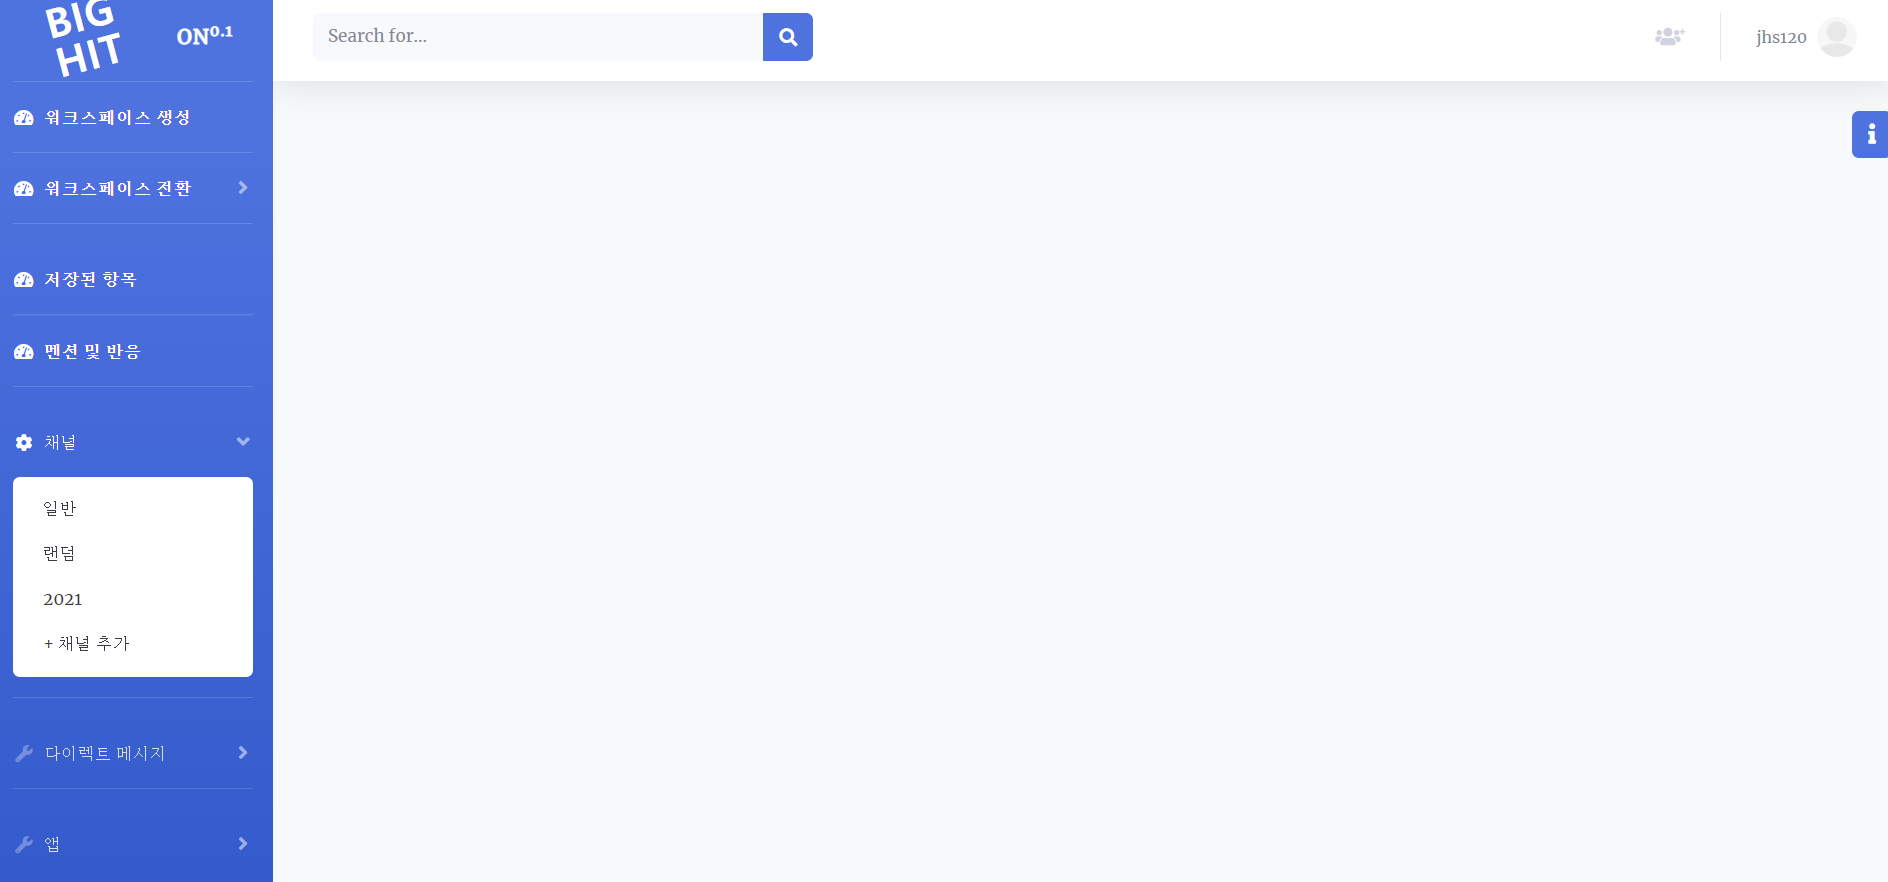 BIG
HIT
ON0.1
Search for...
jhs120
워크스페이스 생성
워크스페이스 전환
저장된 항목
멘션 및 반응
채널
일반
랜덤
2021
+ 채널 추가
다이렉트 메시지
앱